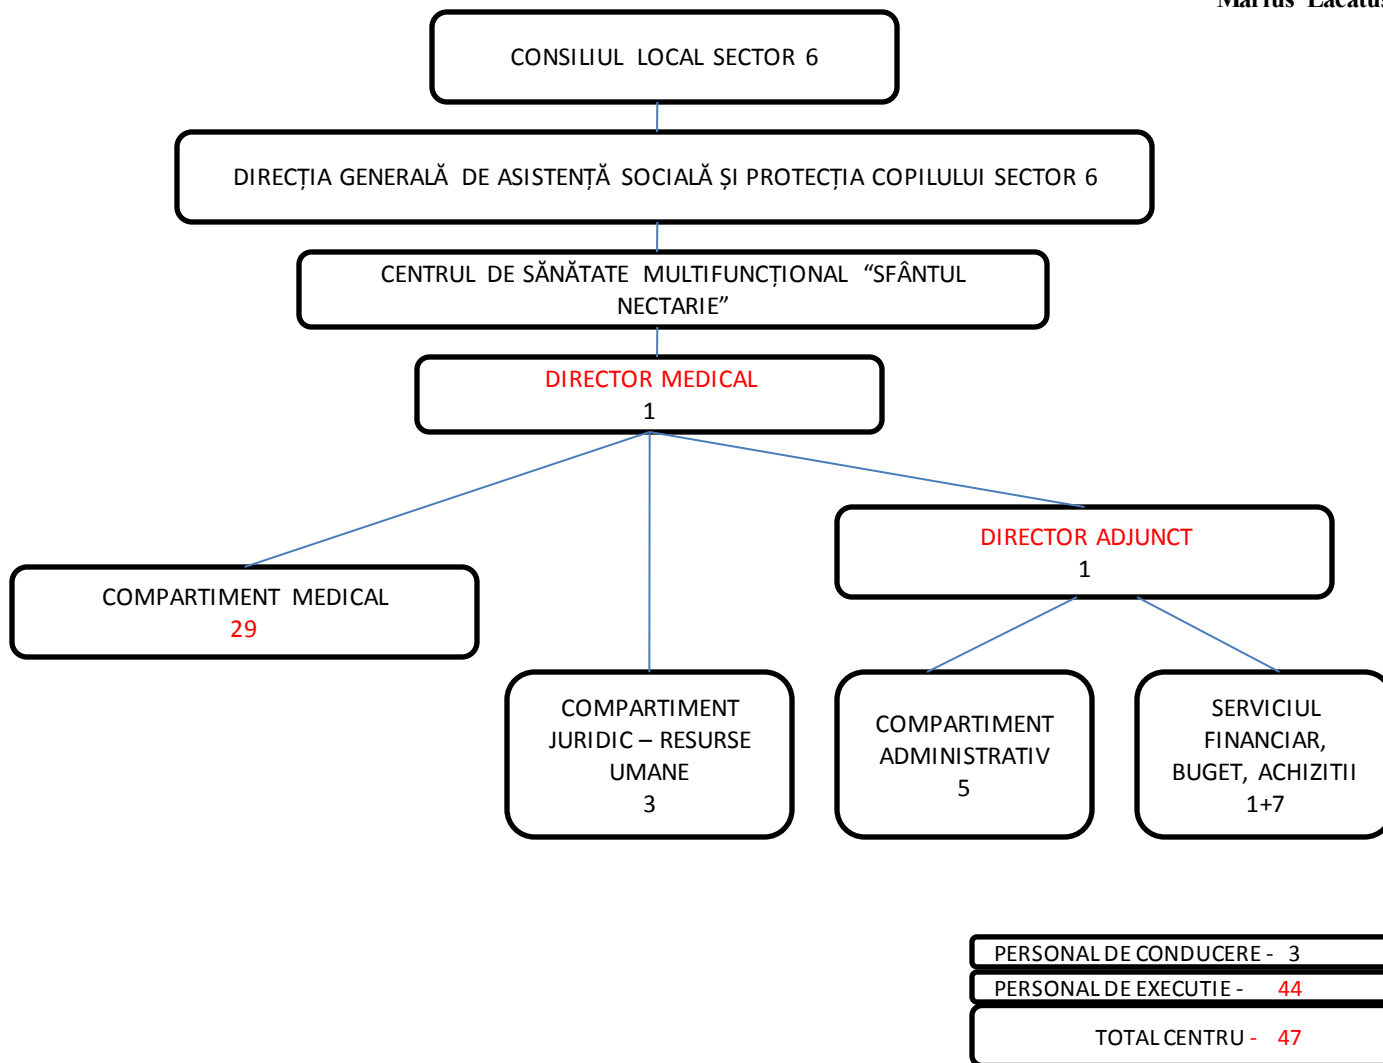 Marius Lacatus
CONSILIUL LOCAL SECTOR 6
DIRECȚIA GENERALĂ DE ASISTENȚĂ SOCIALĂ ȘI PROTECȚIA COPILULUI SECTOR 6
CENTRUL DE SĂNĂTATE MULTIFUNCȚIONAL “SFÂNTUL
NECTARIE”
DIRECTOR MEDICAL
1
DIRECTOR ADJUNCT
1
COMPARTIMENT MEDICAL
29
COMPARTIMENT
JURIDIC – RESURSE
UMANE
3
COMPARTIMENT
ADMINISTRATIV
5
SERVICIUL
FINANCIAR,
BUGET, ACHIZITII
1+7
PERSONAL DE CONDUCERE - 3
PERSONAL DE EXECUTIE - 44
TOTAL CENTRU - 47